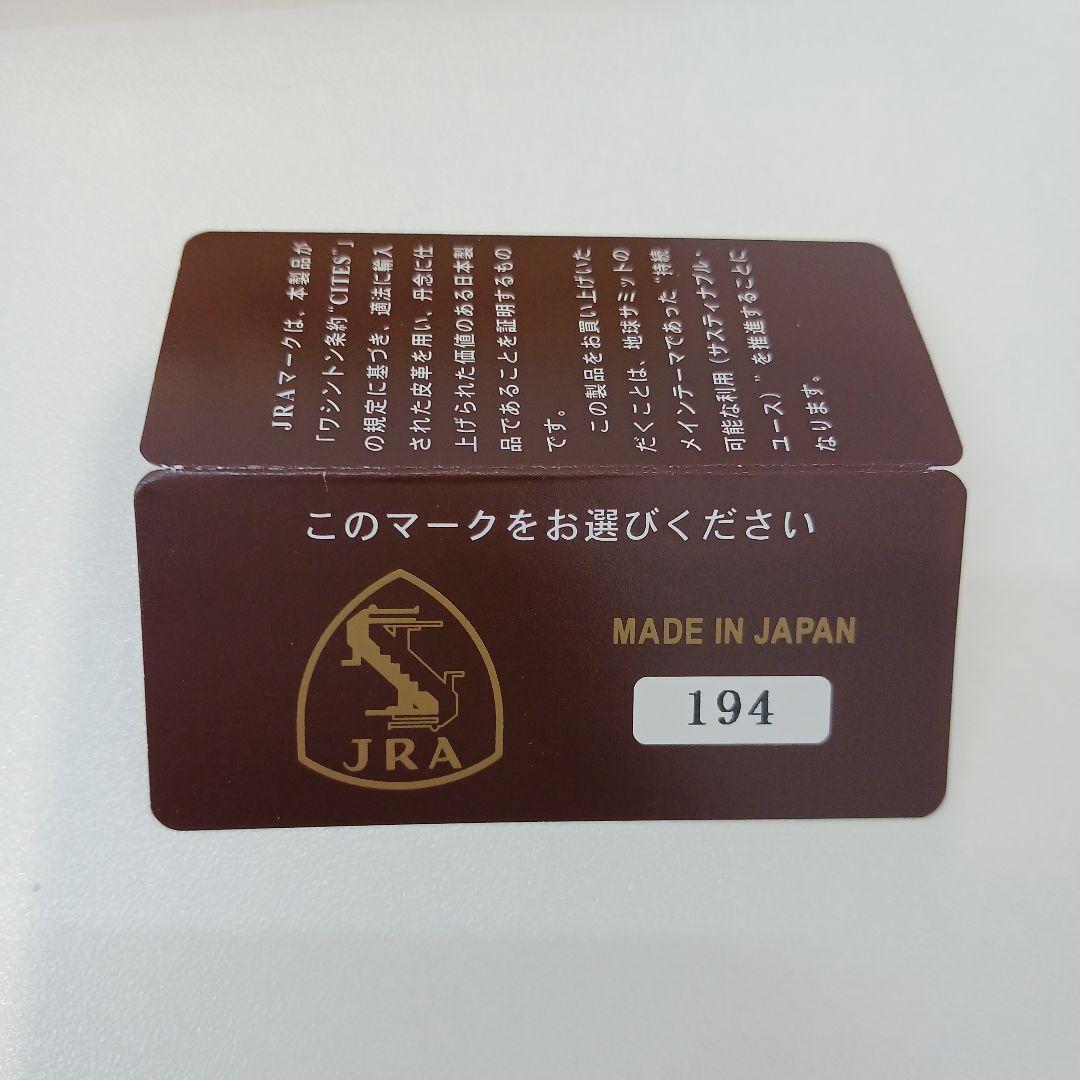 JRAマークは、本製品が
「ワシントン条約“CITES”」
の規定に基づき、適法に輸入
された皮革を用い、丹念に仕
上げられた価値のある日本製
品であることを証明するもの
です。
この製品をお買い上げいた
だくことは、地球サミットの
メインテーマであった“持続
可能な利用（サスティナブル・
ユース）”を推進することに
なります。
このマークをお選びください
JRA
MADE IN JAPAN
194